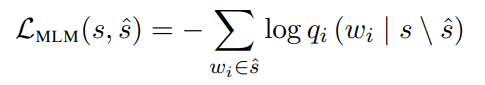 ℒ_MLM(s, ŝ) = − ∑_{w_i∈ŝ} log q_i (w_i | s \ ŝ)